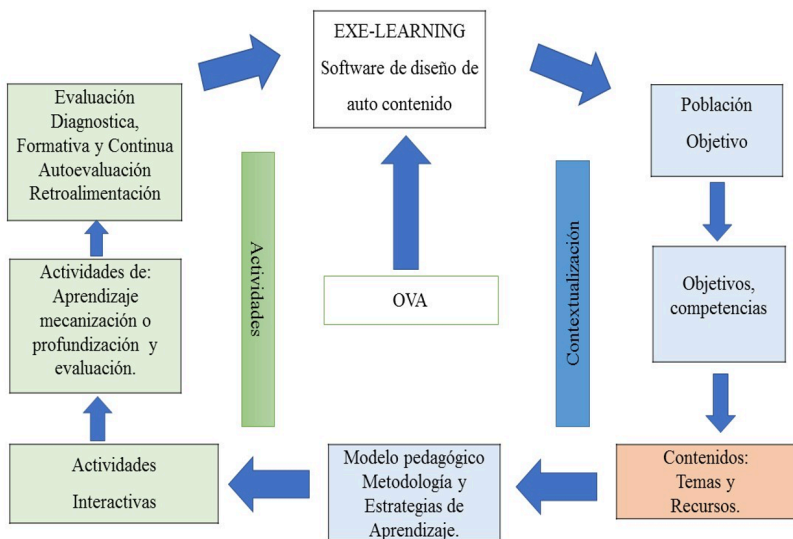 EXE-LEARNING
Software de diseño de
auto contenido
Evaluación
Diagnostica,
Formativa y Continua
Autoevaluación
Retroalimentación
Población
Objetivo
Actividades
Contextualización
Actividades de:
Aprendizaje
mecanización o
profundización y
evaluación.
OVA
Objetivos,
competencias
Actividades
Interactivas
Modelo pedagógico
Metodología y
Estrategias de
Aprendizaje.
Contenidos:
Temas y
Recursos.